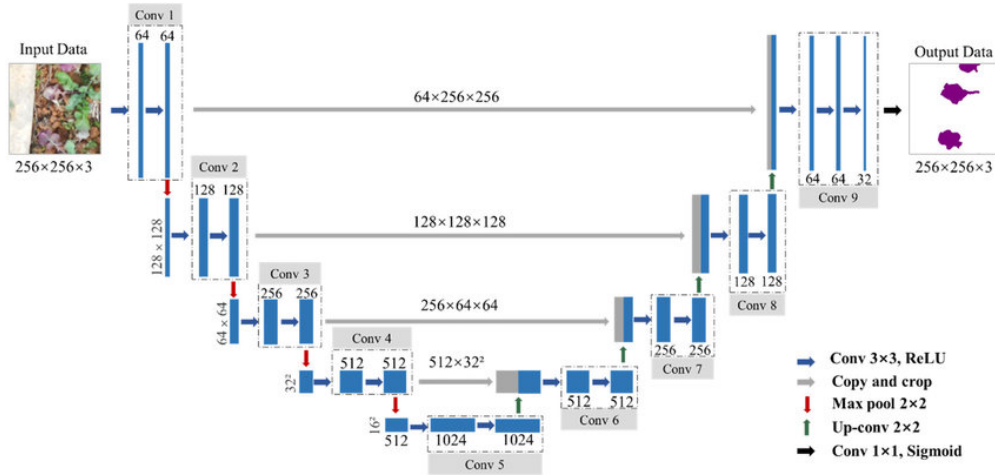 Input Data
256×256×3
Conv 1
64 64
64×256×256
128 × 128
Conv 2
128 128
128×128×128
64 × 64
Conv 3
256 256
256×64×64
32²
Conv 4
512 512
512×32²
16²
512
1024 1024
Conv 5
512 512
Conv 6
256 256
Conv 7
128 128
Conv 8
64 64 32
Conv 9
Output Data
256×256×3
Conv 3×3, ReLU
Copy and crop
Max pool 2×2
Up-conv 2×2
Conv 1×1, Sigmoid